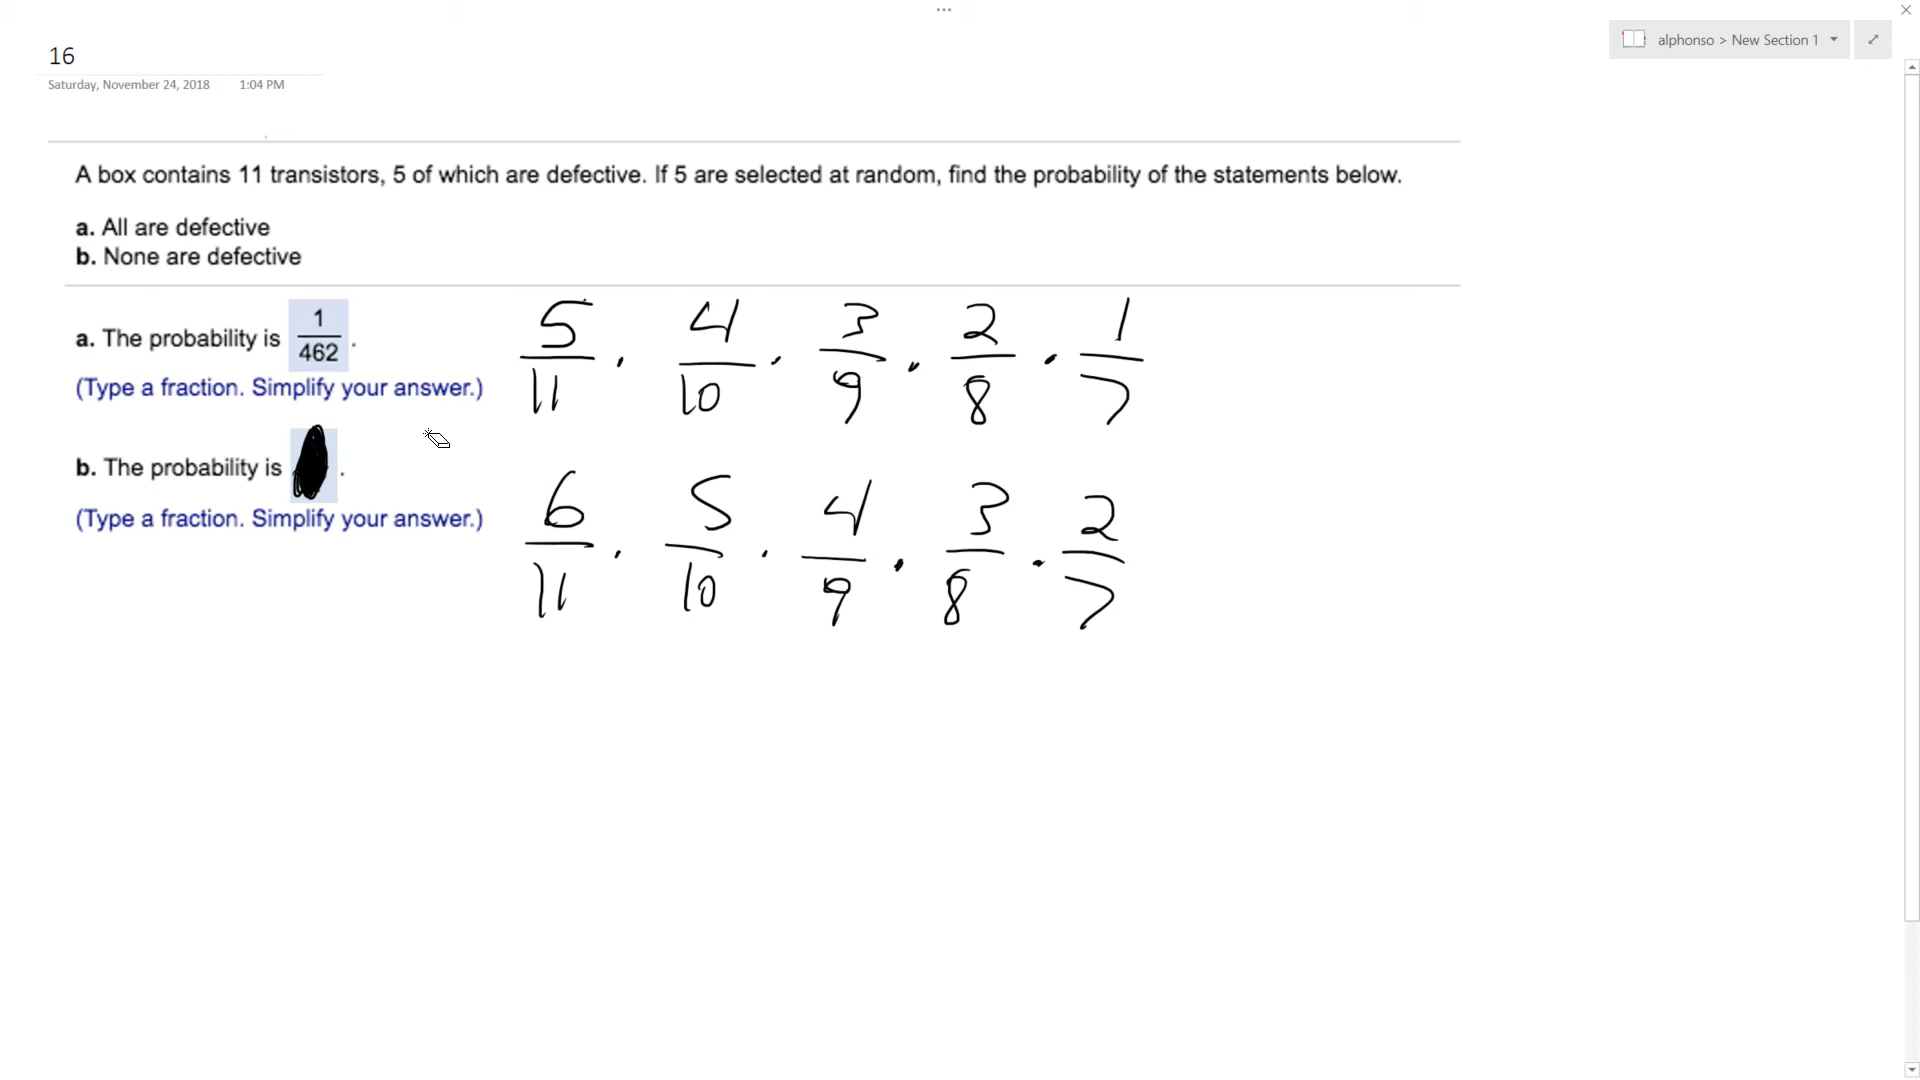 ...
alphonso > New Section 1
16
Saturday, November 24, 2018 1:04 PM
A box contains 11 transistors, 5 of which are defective. If 5 are selected at random, find the probability of the statements below.
a. All are defective
b. None are defective
a. The probability is 1/462.
(Type a fraction. Simplify your answer.)
5/11 · 4/10 · 3/9 · 2/8 · 1/7
b. The probability is .
(Type a fraction. Simplify your answer.)
6/11 · 5/10 · 4/9 · 3/8 · 2/7